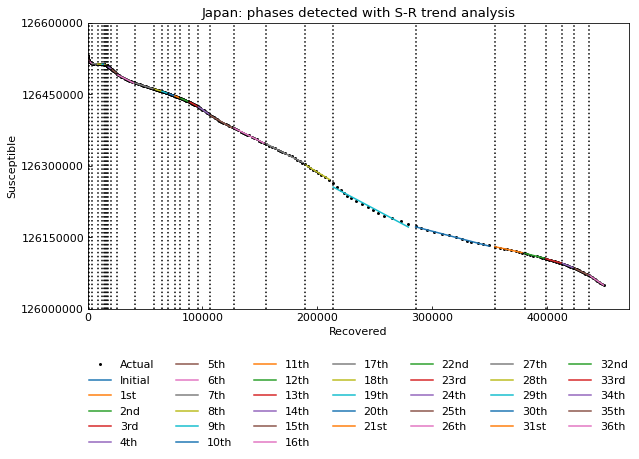 Japan: phases detected with S-R trend analysis
126600000
126450000
126300000
126150000
126000000
Susceptible
0 100000 200000 300000 400000
Recovered
Actual 5th 11th 17th 22nd 27th 32nd
Initial 6th 12th 18th 23rd 28th 33rd
1st 7th 13th 19th 24th 29th 34th
2nd 8th 14th 20th 25th 30th 35th
3rd 9th 15th 21st 26th 31st 36th
4th 10th 16th